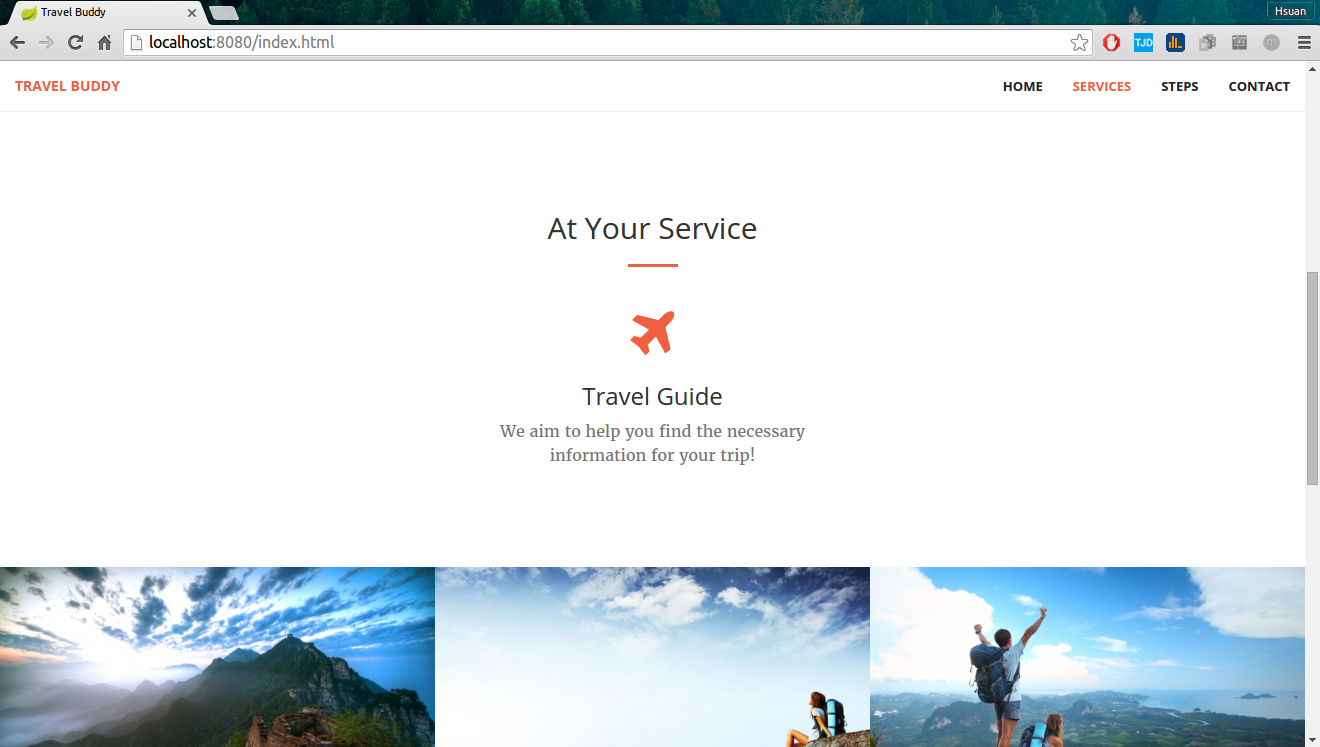 Travel Buddy
Hsuan
localhost:8080/index.html
TJD
m
TRAVEL BUDDY
HOME SERVICES STEPS CONTACT
At Your Service
Travel Guide
We aim to help you find the necessary
information for your trip!